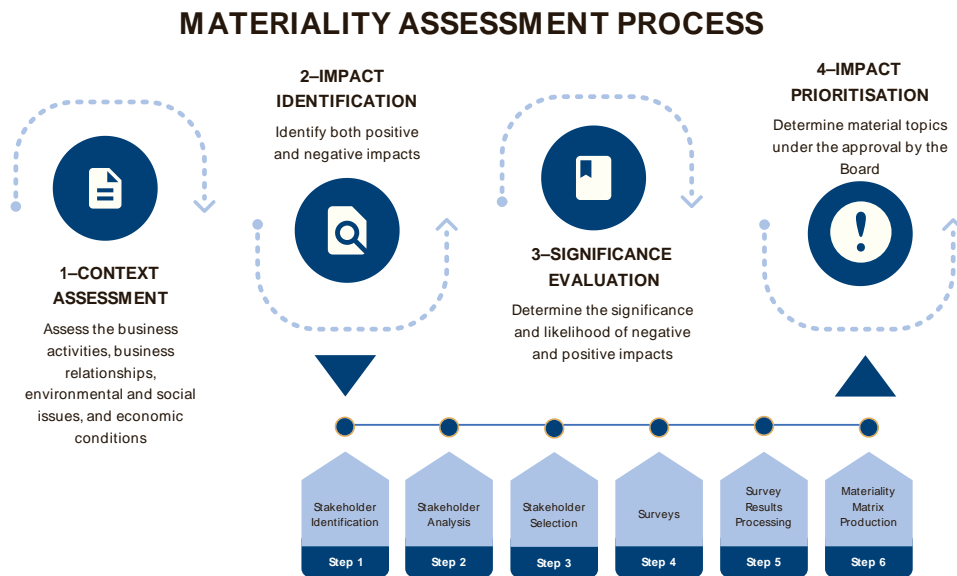 MATERIALITY ASSESSMENT PROCESS
1–CONTEXT
ASSESSMENT
Assess the business
activities, business
relationships,
environmental and social
issues, and economic
conditions
2–IMPACT
IDENTIFICATION
Identify both positive
and negative impacts
3–SIGNIFICANCE
EVALUATION
Determine the significance
and likelihood of negative
and positive impacts
4–IMPACT
PRIORITISATION
Determine material topics
under the approval by the
Board
Stakeholder
Identification
Step 1
Stakeholder
Analysis
Step 2
Stakeholder
Selection
Step 3
Surveys
Step 4
Survey
Results
Processing
Step 5
Materiality
Matrix
Production
Step 6